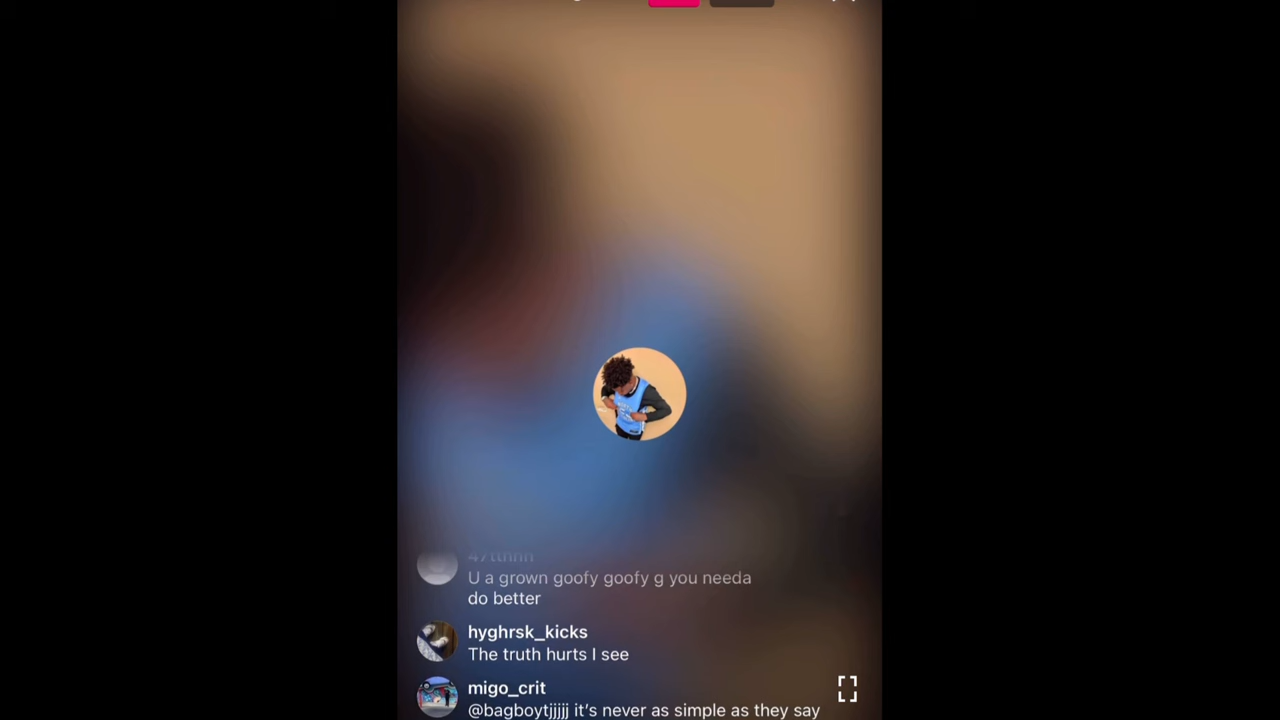 U a grown goofy goofy g you needa
do better
hyghrsk_kicks
The truth hurts I see
migo_crit
@bagboytjjjjj it’s never as simple as they say